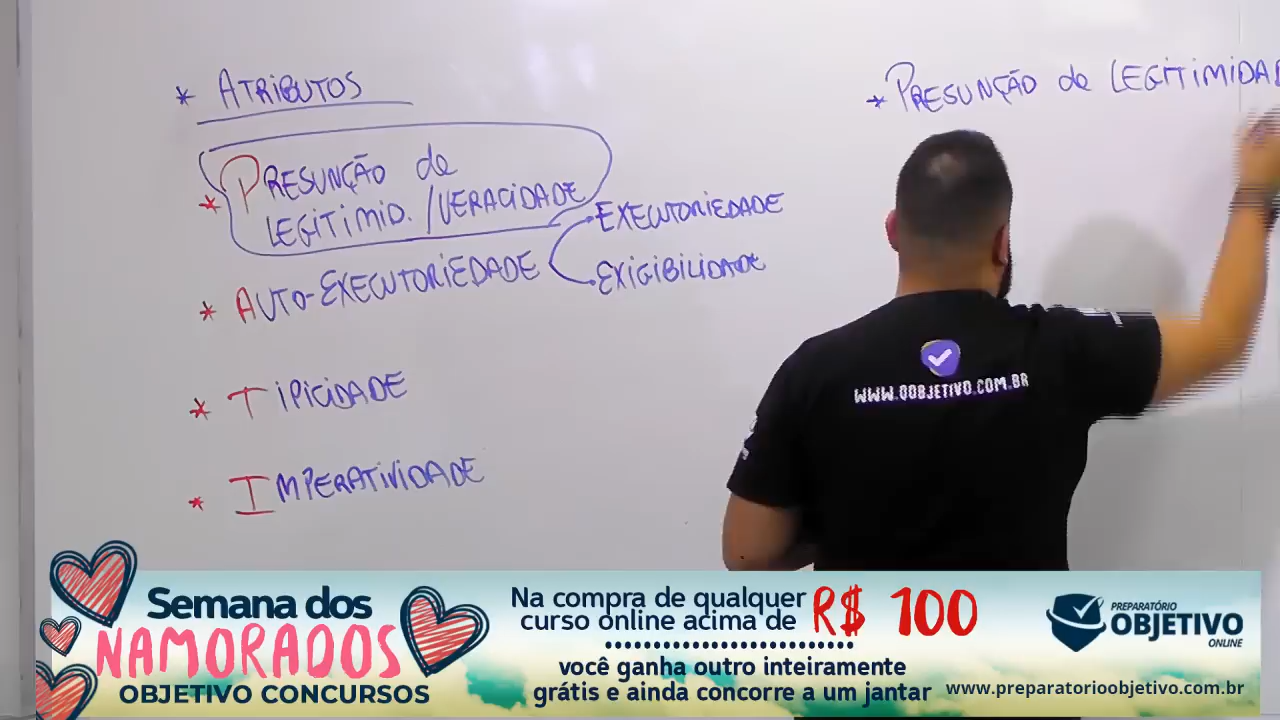 * ATRIBUTOS
* PRESUNÇÃO de
LEGITIMID. / VERACIDADE
* AUTO-EXECUTORIEDADE
EXECUTORIEDADE
EXIGIBILIDADE
* TIPICIDADE
* IMPERATIVIDADE
* PRESUNÇÃO de LEGITIMIDAD
WWW.OOBJETIVO.COM.BR
Semana dos
NAMORADOS
OBJETIVO CONCURSOS
Na compra de qualquer
curso online acima de R$ 100
você ganha outro inteiramente
grátis e ainda concorre a um jantar
PREPARATÓRIO
OBJETIVO
ONLINE
www.preparatorioobjetivo.com.br